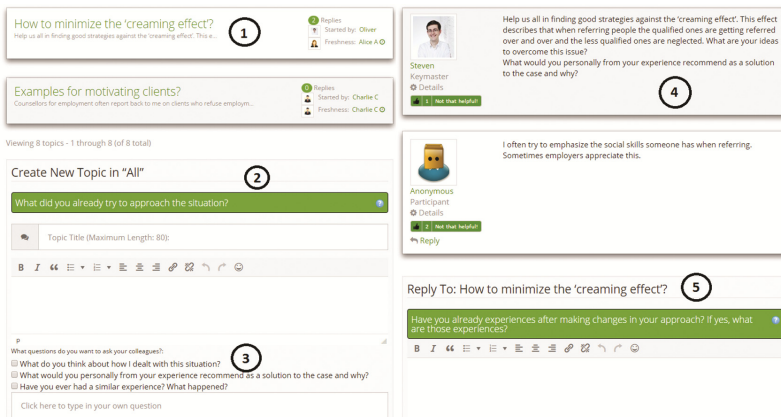 How to minimize the 'creaming effect'?
Help us all in finding good strategies against the 'creaming effect'. This e...
1
2 Replies
Started by: Oliver
Freshness: Alice A
Examples for motivating clients?
Counsellors for employment often report back to me on clients who refuse employm...
0 Replies
Started by: Charlie C
Freshness: Charlie C
Viewing 8 topics - 1 through 8 (of 8 total)
Create New Topic in "All"
2
What did you already try to approach the situation?
Topic Title (Maximum Length: 80):
B I
P
What questions do you want to ask your colleagues?:
3
What do you think about how I dealt with this situation?
What would you personally from your experience recommend as a solution to the case and why?
Have you ever had a similar experience? What happened?
Click here to type in your own question
Steven
Keymaster
Details
1 Not that helpful!
Help us all in finding good strategies against the 'creaming effect'. This effect
describes that when referring people the qualified ones are getting referred
over and over and the less qualified ones are neglected. What are your ideas
to overcome this issue?
What would you personally from your experience recommend as a solution
to the case and why?
4
Anonymous
Participant
Details
2 Not that helpful!
Reply
I often try to emphasize the social skills someone has when referring.
Sometimes employers appreciate this.
Reply To: How to minimize the 'creaming effect'?
5
Have you already experiences after making changes in your approach? If yes, what
are those experiences?
B I